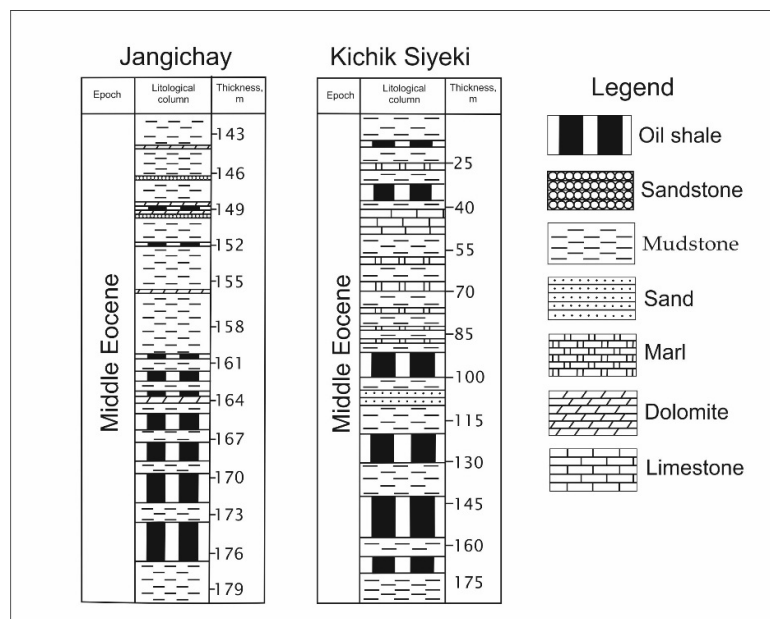 Jangichay
Epoch
Litological
column
Thickness,
m
Middle Eocene
143
146
149
152
155
158
161
164
167
170
173
176
179
Kichik Siyeki
Epoch
Litological
column
Thickness,
m
Middle Eocene
25
40
55
70
85
100
115
130
145
160
175
Legend
Oil shale
Sandstone
Mudstone
Sand
Marl
Dolomite
Limestone